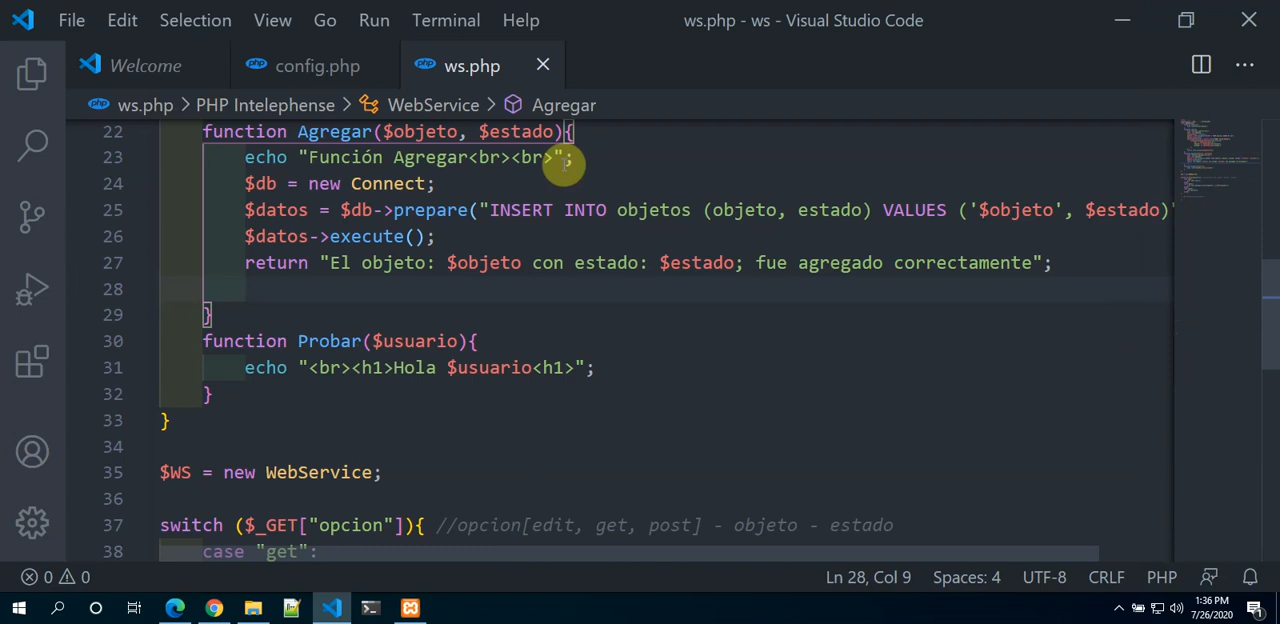 File Edit Selection View Go Run Terminal Help ws.php - ws - Visual Studio Code
Welcome config.php ws.php
ws.php > PHP Intelephense > WebService > Agregar
22 function Agregar($objeto, $estado){
23 echo "Función Agregar<br><br>";
24 $db = new Connect;
25 $datos = $db->prepare("INSERT INTO objetos (objeto, estado) VALUES ('$objeto', $estado)"
26 $datos->execute();
27 return "El objeto: $objeto con estado: $estado; fue agregado correctamente";
28
29 }
30 function Probar($usuario){
31 echo "<br><h1>Hola $usuario<h1>";
32 }
33 }
34
35 $WS = new WebService;
36
37 switch ($_GET["opcion"]){ //opcion[edit, get, post] - objeto - estado
38 case "get":
0 0 Ln 28, Col 9 Spaces: 4 UTF-8 CRLF PHP
1:36 PM
7/26/2020
1